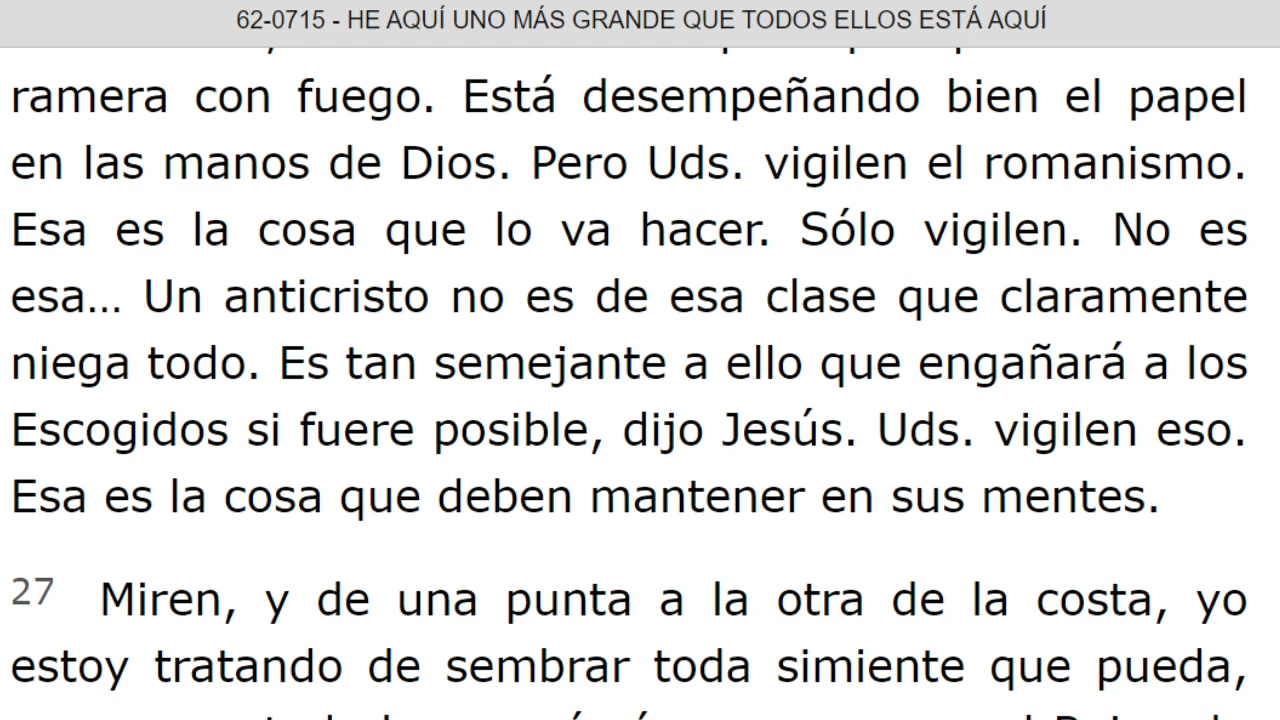 62-0715 - HE AQUÍ UNO MÁS GRANDE QUE TODOS ELLOS ESTÁ AQUÍ
ramera con fuego. Está desempeñando bien el papel
en las manos de Dios. Pero Uds. vigilen el romanismo.
Esa es la cosa que lo va hacer. Sólo vigilen. No es
esa... Un anticristo no es de esa clase que claramente
niega todo. Es tan semejante a ello que engañará a los
Escogidos si fuere posible, dijo Jesús. Uds. vigilen eso.
Esa es la cosa que deben mantener en sus mentes.
27 Miren, y de una punta a la otra de la costa, yo
estoy tratando de sembrar toda simiente que pueda,